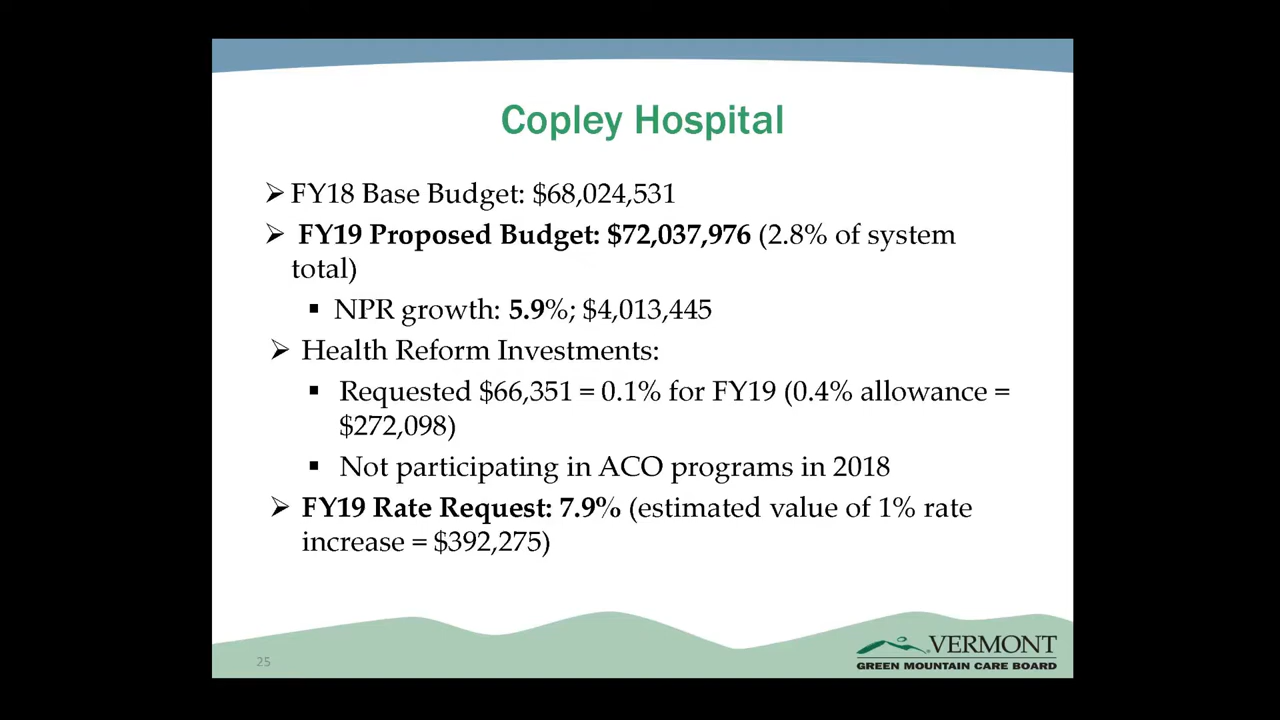 Copley Hospital
➢ FY18 Base Budget: $68,024,531
➢ FY19 Proposed Budget: $72,037,976 (2.8% of system
total)
▪ NPR growth: 5.9%; $4,013,445
➢ Health Reform Investments:
▪ Requested $66,351 = 0.1% for FY19 (0.4% allowance =
$272,098)
▪ Not participating in ACO programs in 2018
➢ FY19 Rate Request: 7.9% (estimated value of 1% rate
increase = $392,275)
25
VERMONT
GREEN MOUNTAIN CARE BOARD